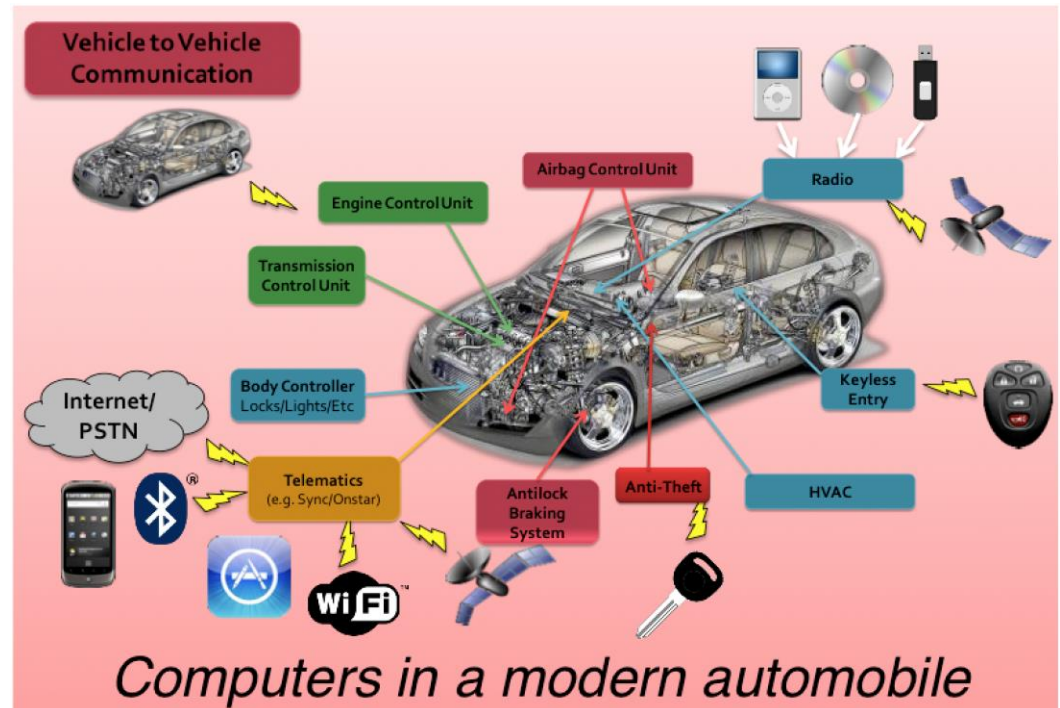 Vehicle to Vehicle
Communication
Airbag Control Unit
Radio
Engine Control Unit
Transmission
Control Unit
Body Controller
Locks/Lights/Etc
Keyless
Entry
Internet/
PSTN
Telematics
(e.g. Sync/Onstar)
®
Antilock
Braking
System
Anti-Theft
HVAC
WiFi™
Computers in a modern automobile